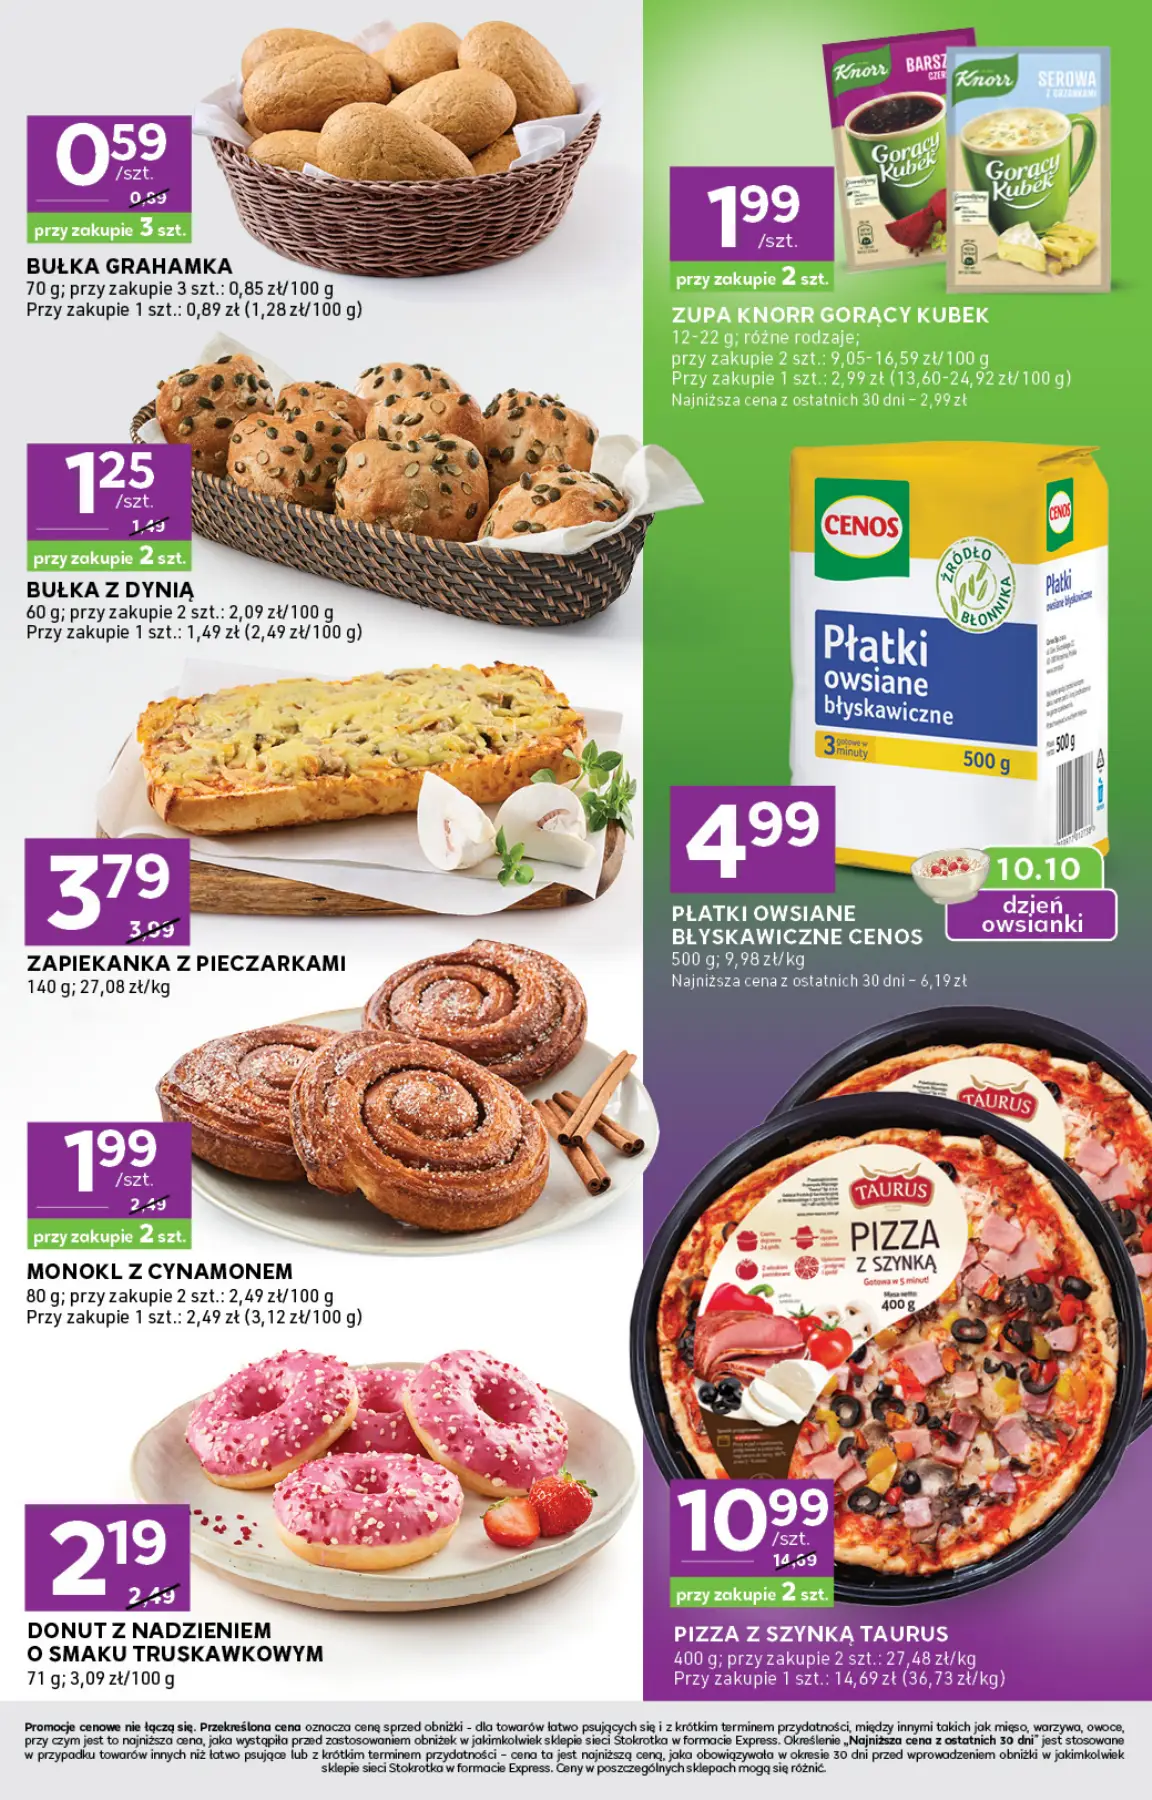 0,59
/szt.
0,89
przy zakupie 3 szt.
BUŁKA GRAHAMKA
70 g; przy zakupie 3 szt.: 0,85 zł/100 g
Przy zakupie 1 szt.: 0,89 zł (1,28 zł/100 g)
1,25
/szt.
1,49
przy zakupie 2 szt.
BUŁKA Z DYNIĄ
60 g; przy zakupie 2 szt.: 2,09 zł/100 g
Przy zakupie 1 szt.: 1,49 zł (2,49 zł/100 g)
3,79
3,99
ZAPIEKANKA Z PIECZARKAMI
140 g; 27,08 zł/kg
1,99
/szt.
2,49
przy zakupie 2 szt.
MONOKL Z CYNAMONEM
80 g; przy zakupie 2 szt.: 2,49 zł/100 g
Przy zakupie 1 szt.: 2,49 zł (3,12 zł/100 g)
2,19
2,49
DONUT Z NADZIENIEM
O SMAKU TRUSKAWKOWYM
71 g; 3,09 zł/100 g
Knorr
BARSZ
CZER
Gorący
Kubek
Knorr
SEROWA
Z GRZANKAMI
Gorący
Kubek
1,99
/szt.
przy zakupie 2 szt.
ZUPA KNORR GORĄCY KUBEK
12-22 g; różne rodzaje;
przy zakupie 2 szt.: 9,05-16,59 zł/100 g
Przy zakupie 1 szt.: 2,99 zł (13,60-24,92 zł/100 g)
Najniższa cena z ostatnich 30 dni – 2,99 zł
CENOS
CENOS
ŹRÓDŁO
BŁONNIKA
Płatki
owsiane
błyskawiczne
3 gotowe w
minuty
500 g
Płatki
owsiane błyskawiczne
500 g
4,99
10.10
dzień
owsianki
PŁATKI OWSIANE
BŁYSKAWICZNE CENOS
500 g; 9,98 zł/kg
Najniższa cena z ostatnich 30 dni – 6,19 zł
TAURUS
TAURUS
PIZZA
Z SZYNKĄ
Gotowa w 5 minut!
Masa netto:
400 g
10,99
/szt.
14,69
przy zakupie 2 szt.
PIZZA Z SZYNKĄ TAURUS
400 g; przy zakupie 2 szt.: 27,48 zł/kg
Przy zakupie 1 szt.: 14,69 zł (36,73 zł/kg)
Promocje cenowe nie łączą się. Przekreślona cena oznacza cenę sprzed obniżki - dla towarów łatwo psujących się i z krótkim terminem przydatności, między innymi takich jak mięso, warzywa, owoce,
przy czym jest to najniższa cena, jaka wystąpiła przed zastosowaniem obniżek w jakimkolwiek sklepie sieci Stokrotka w formacie Express. Określenie „Najniższa cena z ostatnich 30 dni" jest stosowane
w przypadku towarów innych niż łatwo psujące lub z krótkim terminem przydatności - cena ta jest najniższą ceną, jaka obowiązywała w okresie 30 dni przed wprowadzeniem obniżki w jakimkolwiek
sklepie sieci Stokrotka w formacie Express. Ceny w poszczególnych sklepach mogą się różnić.